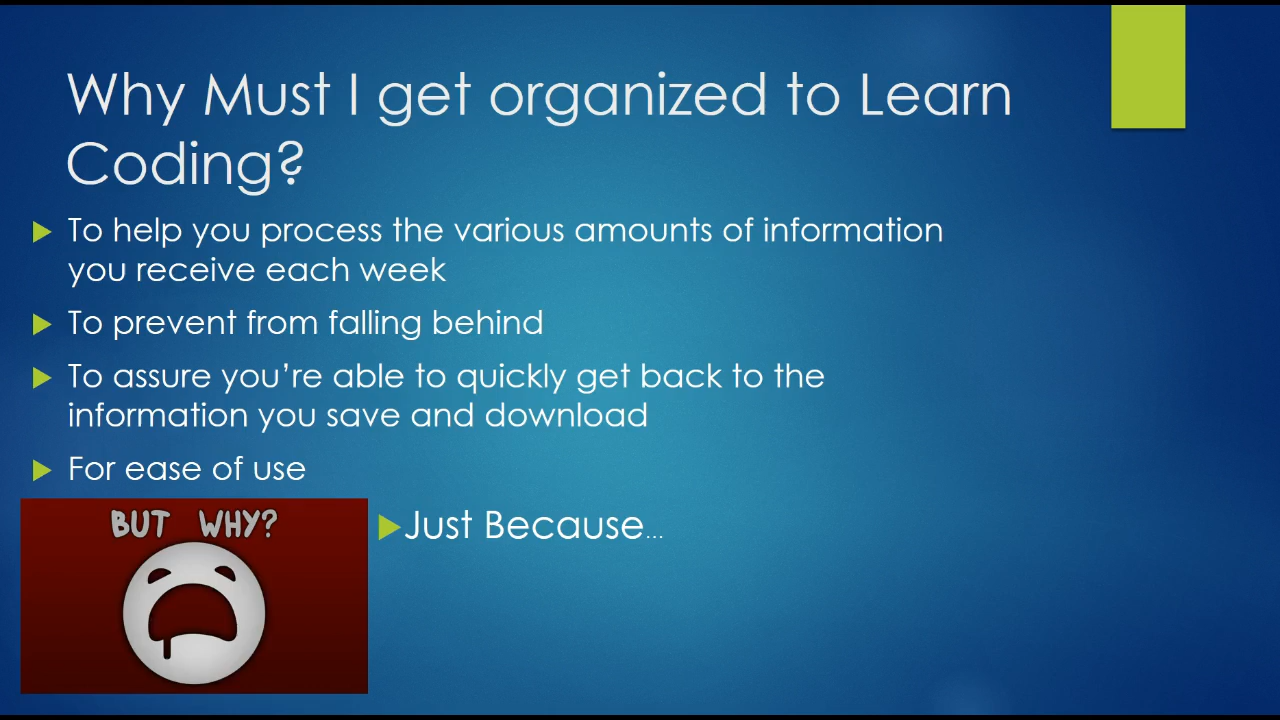 Why Must I get organized to Learn
Coding?
To help you process the various amounts of information
you receive each week
To prevent from falling behind
To assure you’re able to quickly get back to the
information you save and download
For ease of use
BUT WHY?
Just Because...